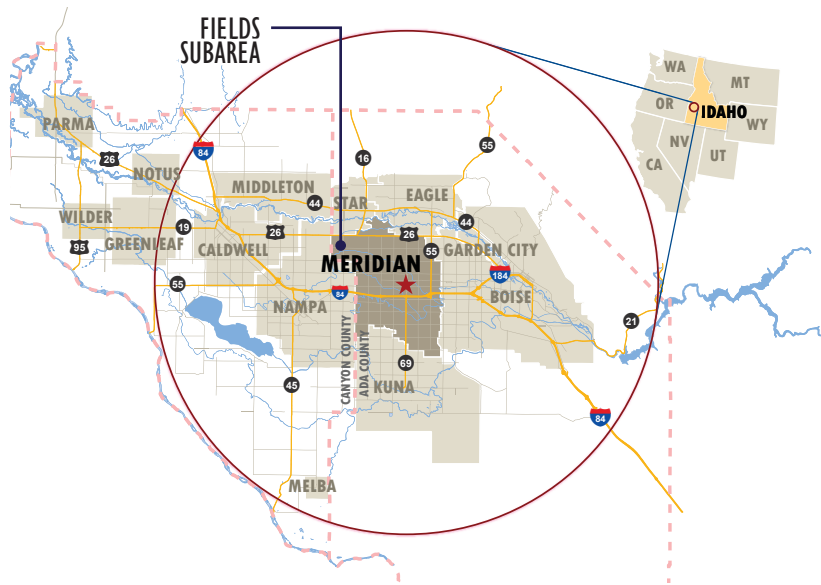 FIELDS
SUBAREA
WA
MT
OR
IDAHO
WY
NV
UT
CA
PARMA
84
55
26
16
NOTUS
MIDDLETON
44
STAR
EAGLE
WILDER
19
GREENLEAF
CALDWELL
26
26
44
95
55
GARDEN CITY
MERIDIAN
184
55
NAMPA
84
BOISE
21
CANYON COUNTY
ADA COUNTY
69
45
KUNA
84
MELBA